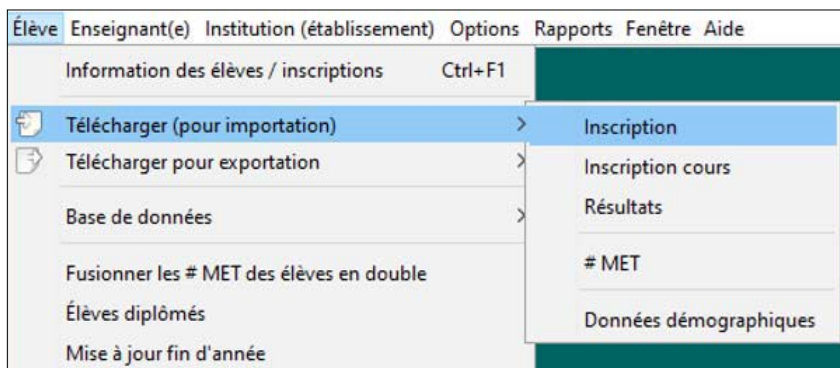 Élève Enseignant(e) Institution (établissement) Options Rapports Fenêtre Aide
Information des élèves / inscriptions Ctrl+F1
Télécharger (pour importation) >
Télécharger pour exportation >
Base de données >
Fusionner les # MET des élèves en double
Élèves diplômés
Mise à jour fin d'année
Inscription
Inscription cours
Résultats
# MET
Données démographiques